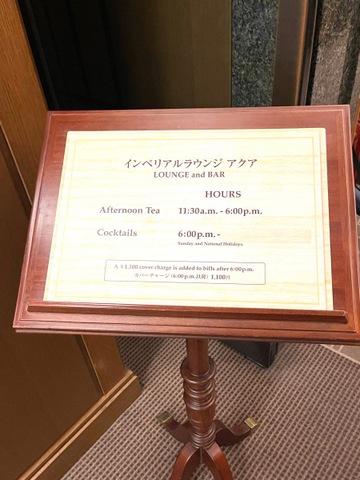 インペリアルラウンジ アクア
LOUNGE and BAR
HOURS
Afternoon Tea 11:30a.m. - 6:00p.m.
Cocktails 6:00p.m. -
Sunday and National Holidays
A ¥1,100 cover charge is added to bills after 6:00p.m.
カバーチャージ (6:00p.m.以降) 1,100円